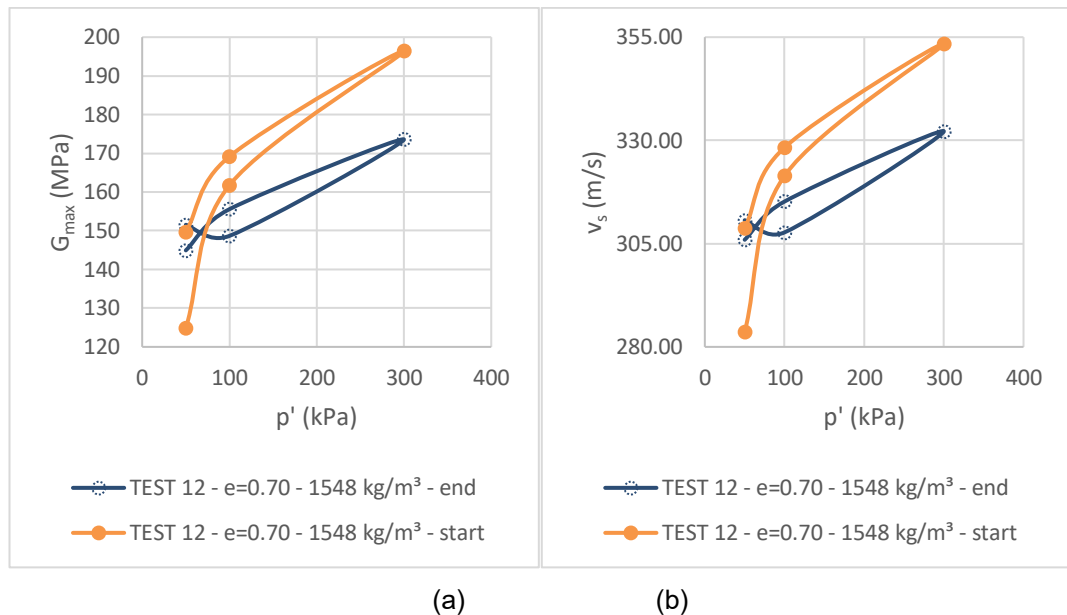 200
190
180
170
160
150
140
130
120
G_max (MPa)
0 100 200 300 400
p' (kPa)
TEST 12 - e=0.70 - 1548 kg/m³ - end
TEST 12 - e=0.70 - 1548 kg/m³ - start
(a)
355.00
330.00
305.00
280.00
v_s (m/s)
0 100 200 300 400
p' (kPa)
TEST 12 - e=0.70 - 1548 kg/m³ - end
TEST 12 - e=0.70 - 1548 kg/m³ - start
(b)